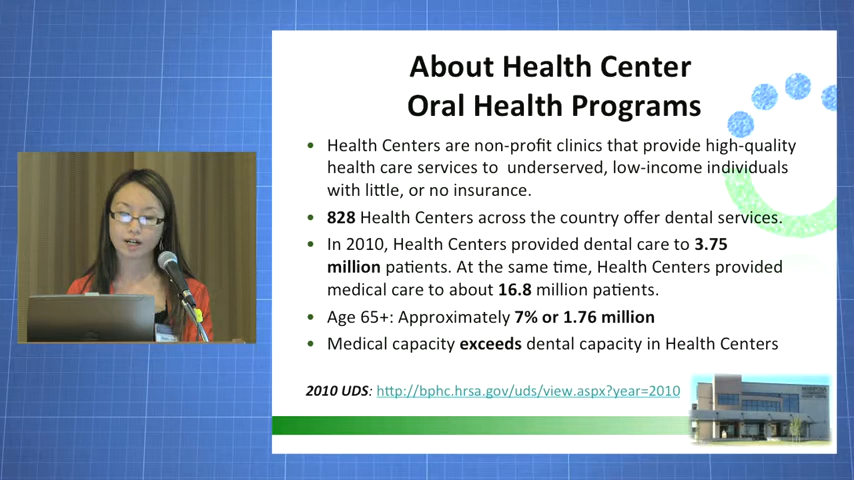 About Health Center
Oral Health Programs
• Health Centers are non-profit clinics that provide high-quality
health care services to underserved, low-income individuals
with little, or no insurance.
• 828 Health Centers across the country offer dental services.
• In 2010, Health Centers provided dental care to 3.75
million patients. At the same time, Health Centers provided
medical care to about 16.8 million patients.
• Age 65+: Approximately 7% or 1.76 million
• Medical capacity exceeds dental capacity in Health Centers
2010 UDS: http://bphc.hrsa.gov/uds/view.aspx?year=2010